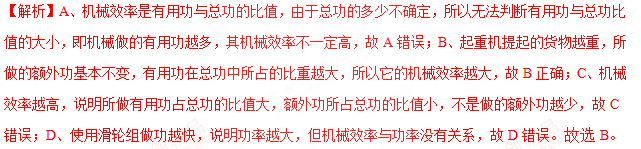 【解析】A、机械效率是有用功与总功的比值，由于总功的多少不确定，所以无法判断有用功与总功比
值的大小，即机械做的有用功越多，其机械效率不一定高，故 A 错误；B、起重机提起的货物越重，所
做的额外功基本不变，有用功在总功中所占的比重越大，所以它的机械效率越大，故 B 正确；C、机械
效率越高，说明所做有用功占总功的比值大，额外功所占总功的比值小，不是做的额外功越少，故 C
错误；D、使用滑轮组做功越快，说明功率越大，但机械效率与功率没有关系，故 D 错误。故选 B。